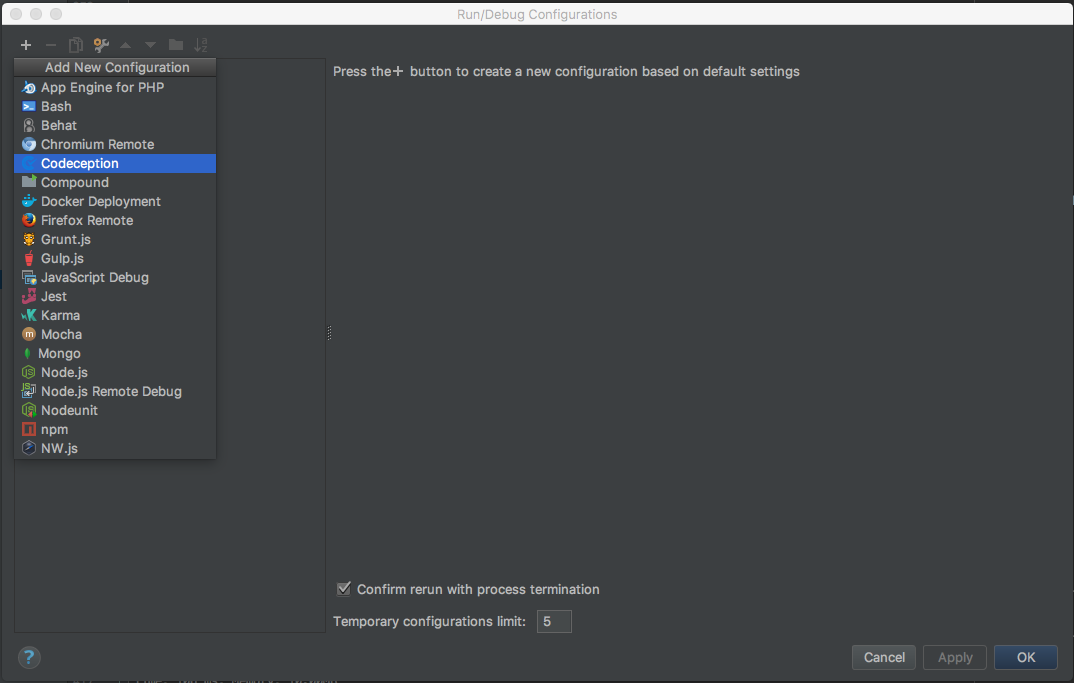 Run/Debug Configurations
Add New Configuration
Press the+ button to create a new configuration based on default settings
App Engine for PHP
Bash
Behat
Chromium Remote
Codeception
Compound
Docker Deployment
Firefox Remote
Grunt.js
Gulp.js
JavaScript Debug
Jest
Karma
Mocha
Mongo
Node.js
Node.js Remote Debug
Nodeunit
npm
NW.js
Confirm rerun with process termination
Temporary configurations limit: 5
? Cancel Apply OK